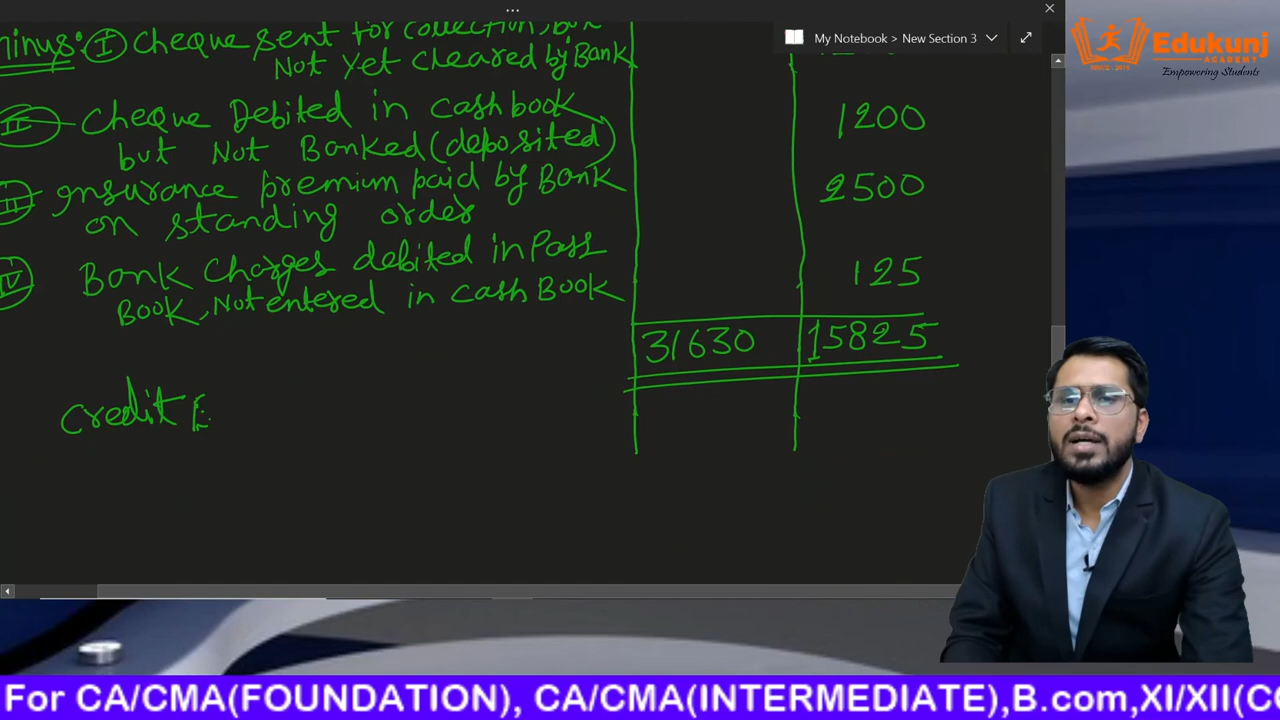 My Notebook > New Section 3
Edukunj
ACADEMY
Empowering Students
minus: I Cheque sent for collection, but
Not Yet Cleared by Bank
II Cheque Debited in cash book 1200
but Not Banked (deposited)
III Insurance premium paid by Bank 2500
on standing order
IV Bank Charges debited in Pass 125
Book, Not entered in cash Book
31630 15825
Credit
For CA/CMA(FOUNDATION), CA/CMA(INTERMEDIATE),B.com,XI/XII(CO